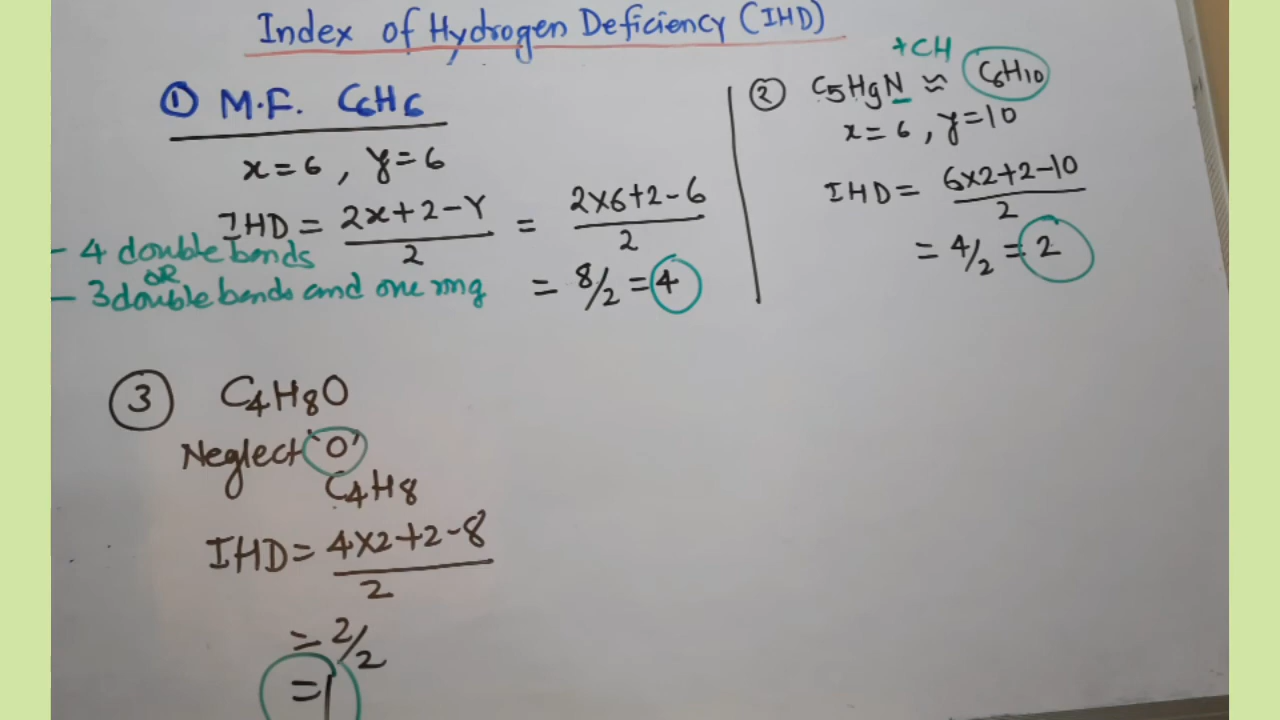 Index of Hydrogen Deficiency (IHD)
① M.F. C₆H₆
x=6, y=6
IHD = 2x+2-Y/2 = 2x6+2-6/2
= 8/2 = 4
- 4 double bonds
OR
- 3 double bonds and one ring
+CH
② C₅H₉N ≈ C₆H₁₀
x=6, y=10
IHD = 6x2+2-10/2
= 4/2 = 2
③ C₄H₈O
Neglect 'O'
C₄H₈
IHD = 4x2+2-8/2
= 2/2
= 1